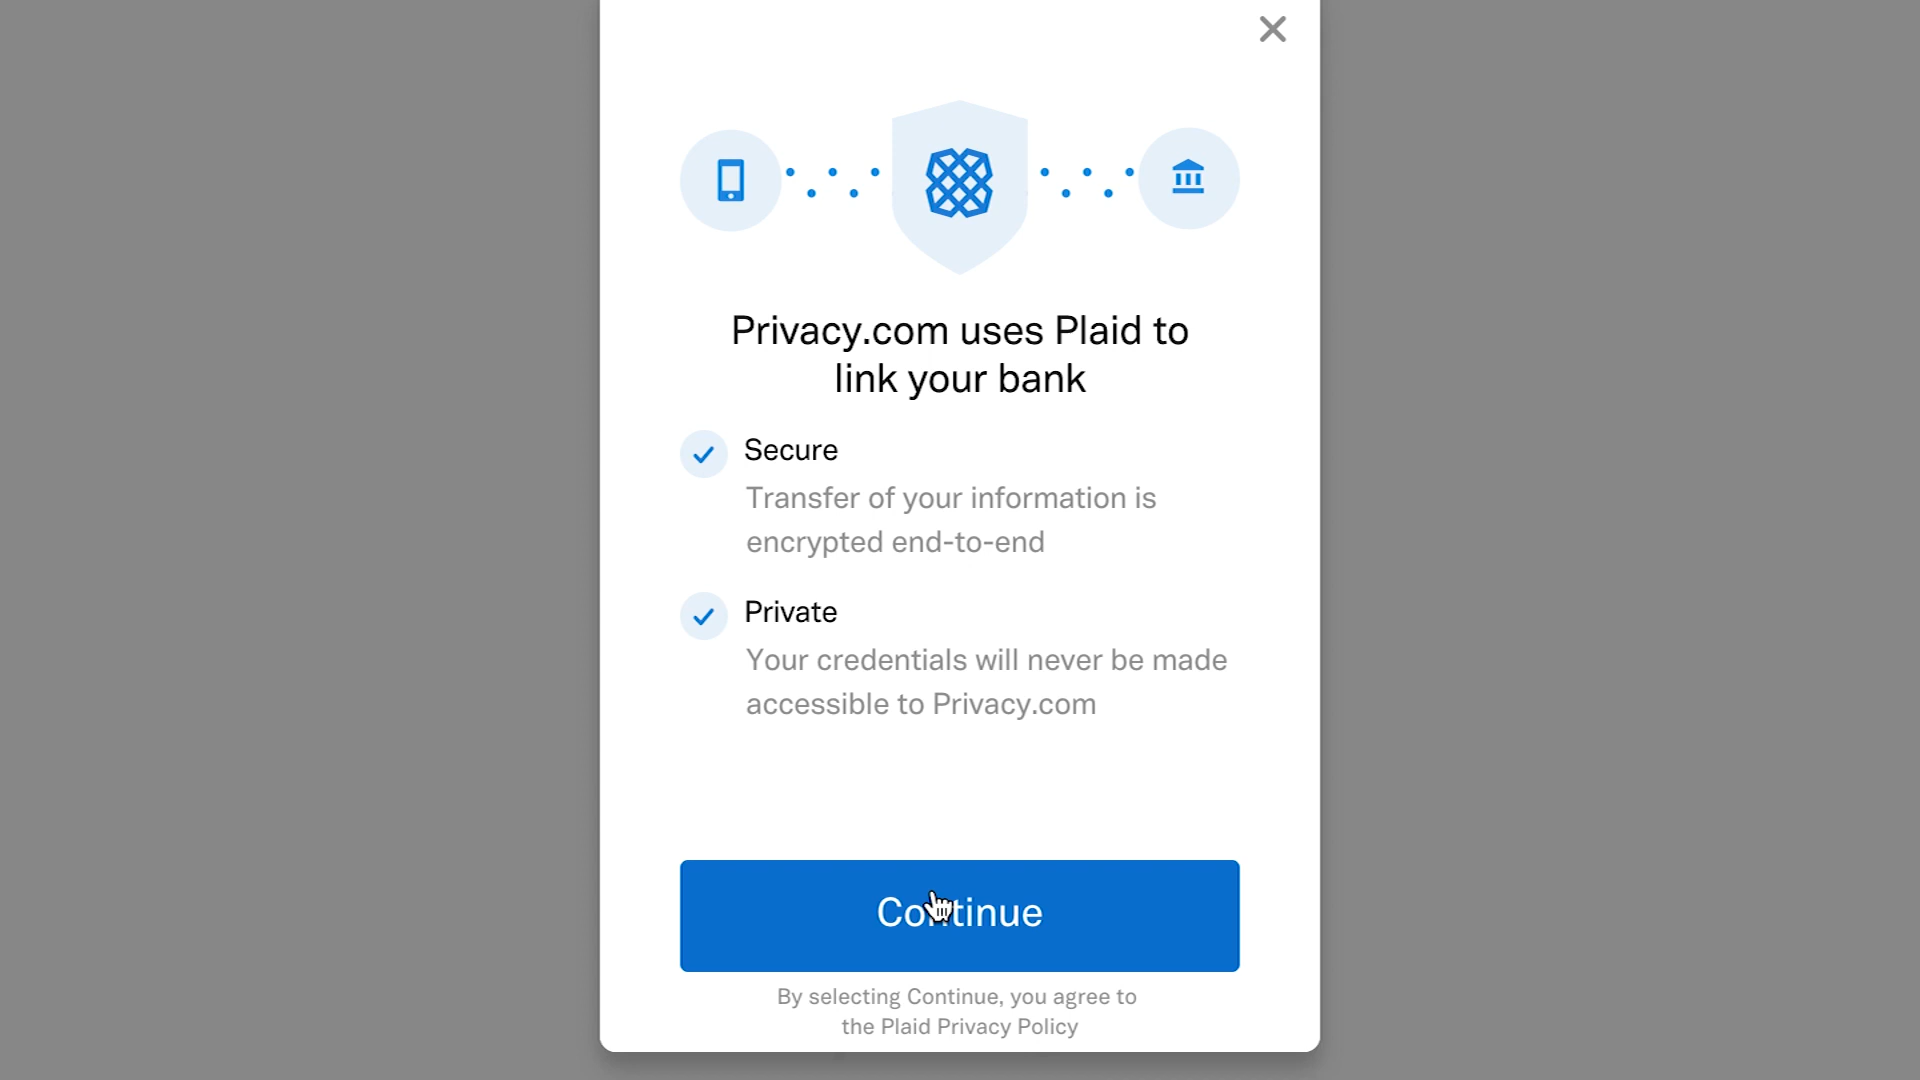 Privacy.com uses Plaid to
link your bank
Secure
Transfer of your information is
encrypted end-to-end
Private
Your credentials will never be made
accessible to Privacy.com
Continue
By selecting Continue, you agree to
the Plaid Privacy Policy